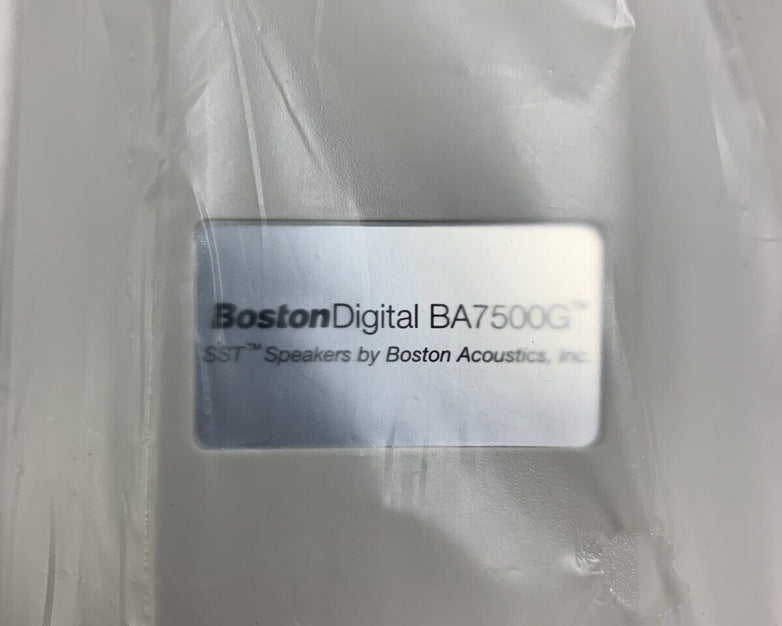 BostonDigital BA7500G™
SST™ Speakers by Boston Acoustics, Inc.